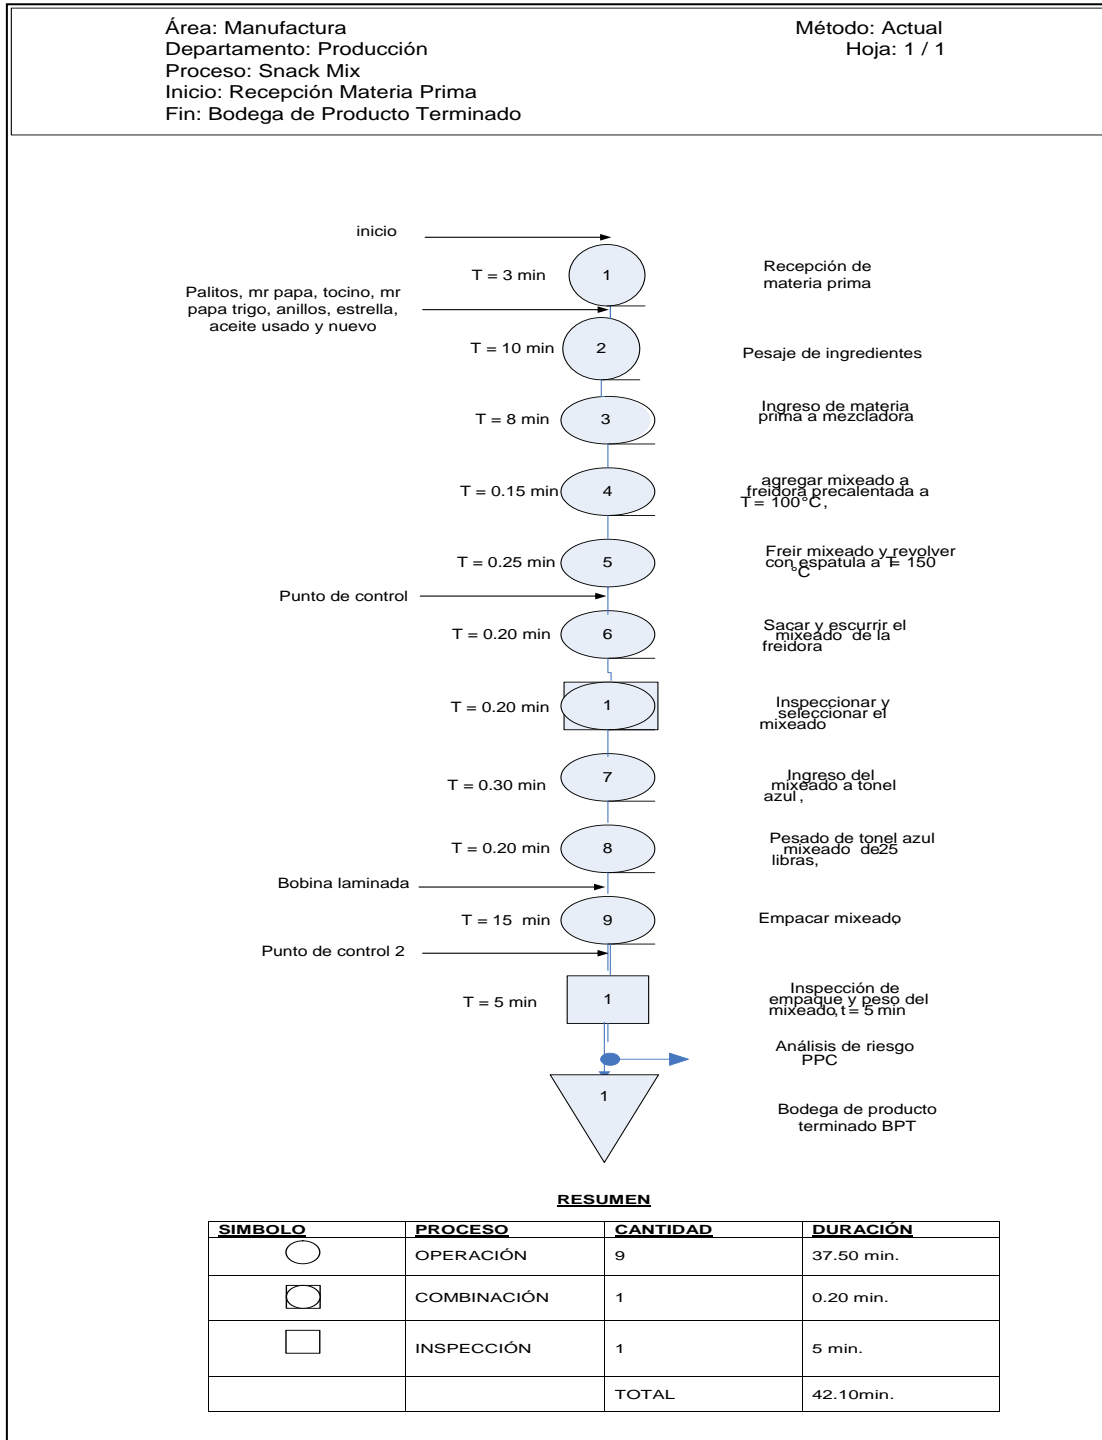 Área: Manufactura
Departamento: Producción
Proceso: Snack Mix
Inicio: Recepción Materia Prima
Fin: Bodega de Producto Terminado
Método: Actual
Hoja: 1 / 1
inicio
T = 3 min
1
Recepción de
materia prima
Palitos, mr papa, tocino, mr
papa trigo, anillos, estrella,
aceite usado y nuevo
T = 10 min
2
Pesaje de ingredientes
T = 8 min
3
Ingreso de materia
prima a mezcladora
T = 0.15 min
4
agregar mixeado a
freidora precalentada a
T = 100°C,
T = 0.25 min
5
Freir mixeado y revolver
con espatula a T= 150
°C
Punto de control
T = 0.20 min
6
Sacar y escurrir el
mixeado de la
freidora
T = 0.20 min
1
Inspeccionar y
seleccionar el
mixeado
T = 0.30 min
7
Ingreso del
mixeado a tonel
azul,
T = 0.20 min
8
Pesado de tonel azul
mixeado de25
libras,
Bobina laminada
T = 15 min
9
Empacar mixeado,
Punto de control 2
T = 5 min
1
Inspección de
empaque y peso del
mixeado, t = 5 min
Análisis de riesgo
PPC
1
Bodega de producto
terminado BPT
RESUMEN
SIMBOLO PROCESO CANTIDAD DURACIÓN
OPERACIÓN 9 37.50 min.
COMBINACIÓN 1 0.20 min.
INSPECCIÓN 1 5 min.
TOTAL 42.10min.